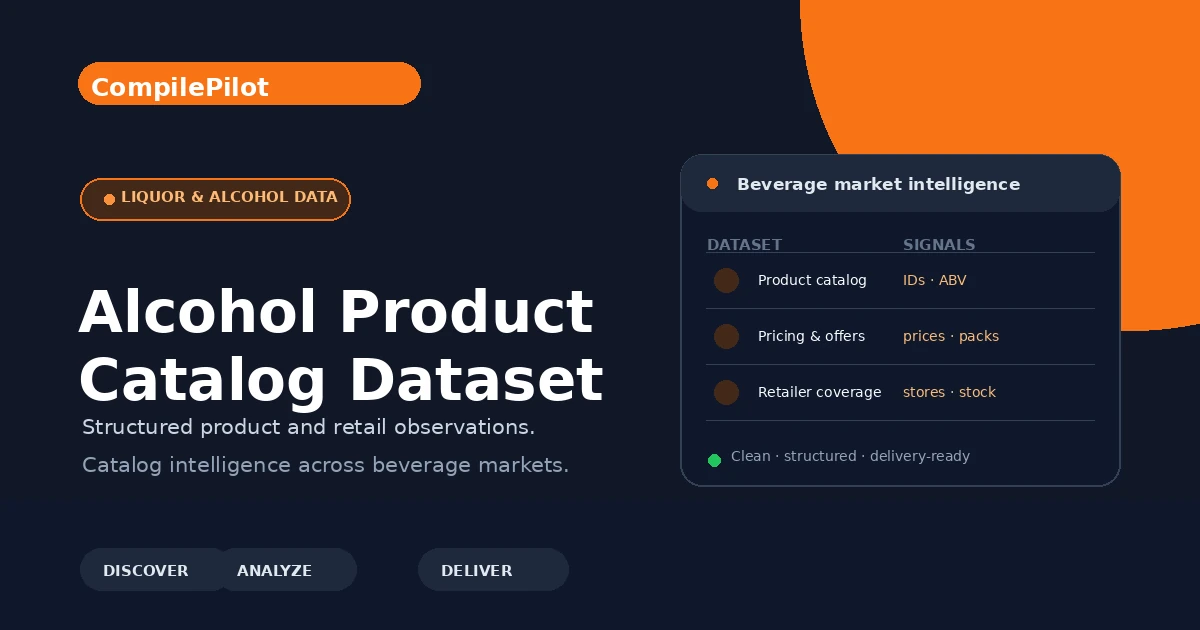 CompilePilot
LIQUOR & ALCOHOL DATA
Alcohol Product
Catalog Dataset
Structured product and retail observations.
Catalog intelligence across beverage markets.
DISCOVER ANALYZE DELIVER
Beverage market intelligence
DATASET SIGNALS
Product catalog IDs · ABV
Pricing & offers prices · packs
Retailer coverage stores · stock
Clean · structured · delivery-ready